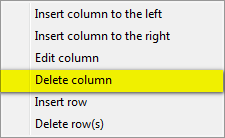 Insert column to the left
Insert column to the right
Edit column
Delete column
Insert row
Delete row(s)